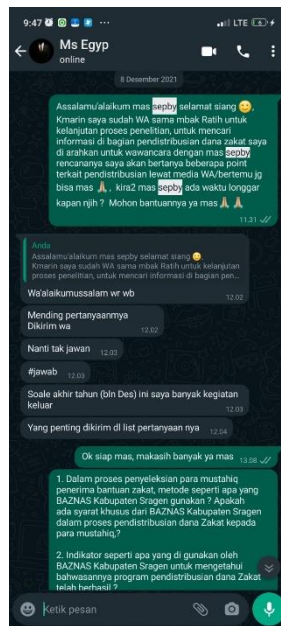 9:47
LTE
Ms Egyp
online
8 Desember 2021
Assalamu'alaikum mas sepby selamat siang 😊,
Kmarin saya sudah WA sama mbak Ratih untuk
kelanjutan proses penelitian, untuk mencari
informasi di bagian pendistribusian dana zakat saya
di arahkan untuk wawancara dengan mas sepby
rencananya saya akan bertanya beberapa point
terkait pendistribusian lewat media WA/bertemu jg
bisa mas 🙏. kira2 mas sepby ada waktu longgar
kapan njih ? Mohon bantuannya ya mas 🙏🙏
11.31
Anda
Assalamu'alaikum mas sepby selamat siang 😊,
Kmarin saya sudah WA sama mbak Ratih untuk
kelanjutan proses penelitian, untuk mencari
informasi di bagian pen...
Wa'alaikumussalam wr wb
12.02
Mending pertanyaanmya
Dikirim wa
12.02
Nanti tak jawan
12.03
#jawab
12.03
Soale akhir tahun (bln Des) ini saya banyak kegiatan
keluar
12.03
Yang penting dikirim dl list pertanyaan nya
12.04
Ok siap mas, makasih banyak ya mas
13.08
1. Dalam proses penyeleksian para mustahiq
penerima bantuan zakat, metode seperti apa yang
BAZNAS Kabupaten Sragen gunakan ? Apakah
ada syarat khusus dari BAZNAS Kabupaten Sragen
dalam proses pendistribusian dana Zakat kepada
para mustahiq,?
2. Indikator seperti apa yang di gunakan oleh
BAZNAS Kabupaten Sragen untuk mengetahui
bahwasannya program pendistribusian dana Zakat
telah berhasil ?
Ketik pesan